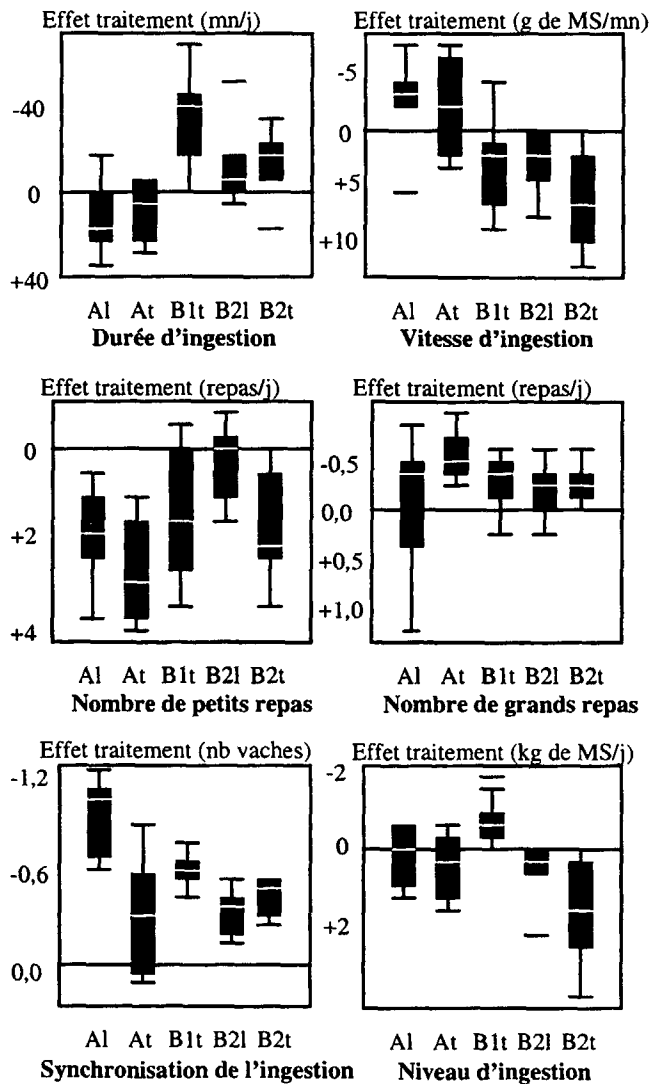 Effet traitement (mn/j)
-40
0
+40
Al At B1t B2l B2t
Durée d'ingestion
Effet traitement (g de MS/mn)
-5
0
+5
+10
Al At B1t B2l B2t
Vitesse d'ingestion
Effet traitement (repas/j)
0
+2
+4
Al At B1t B2l B2t
Nombre de petits repas
Effet traitement (repas/j)
-0,5
0,0
+0,5
+1,0
Al At B1t B2l B2t
Nombre de grands repas
Effet traitement (nb vaches)
-1,2
-0,6
0,0
Al At B1t B2l B2t
Synchronisation de l'ingestion
Effet traitement (kg de MS/j)
-2
0
+2
Al At B1t B2l B2t
Niveau d'ingestion